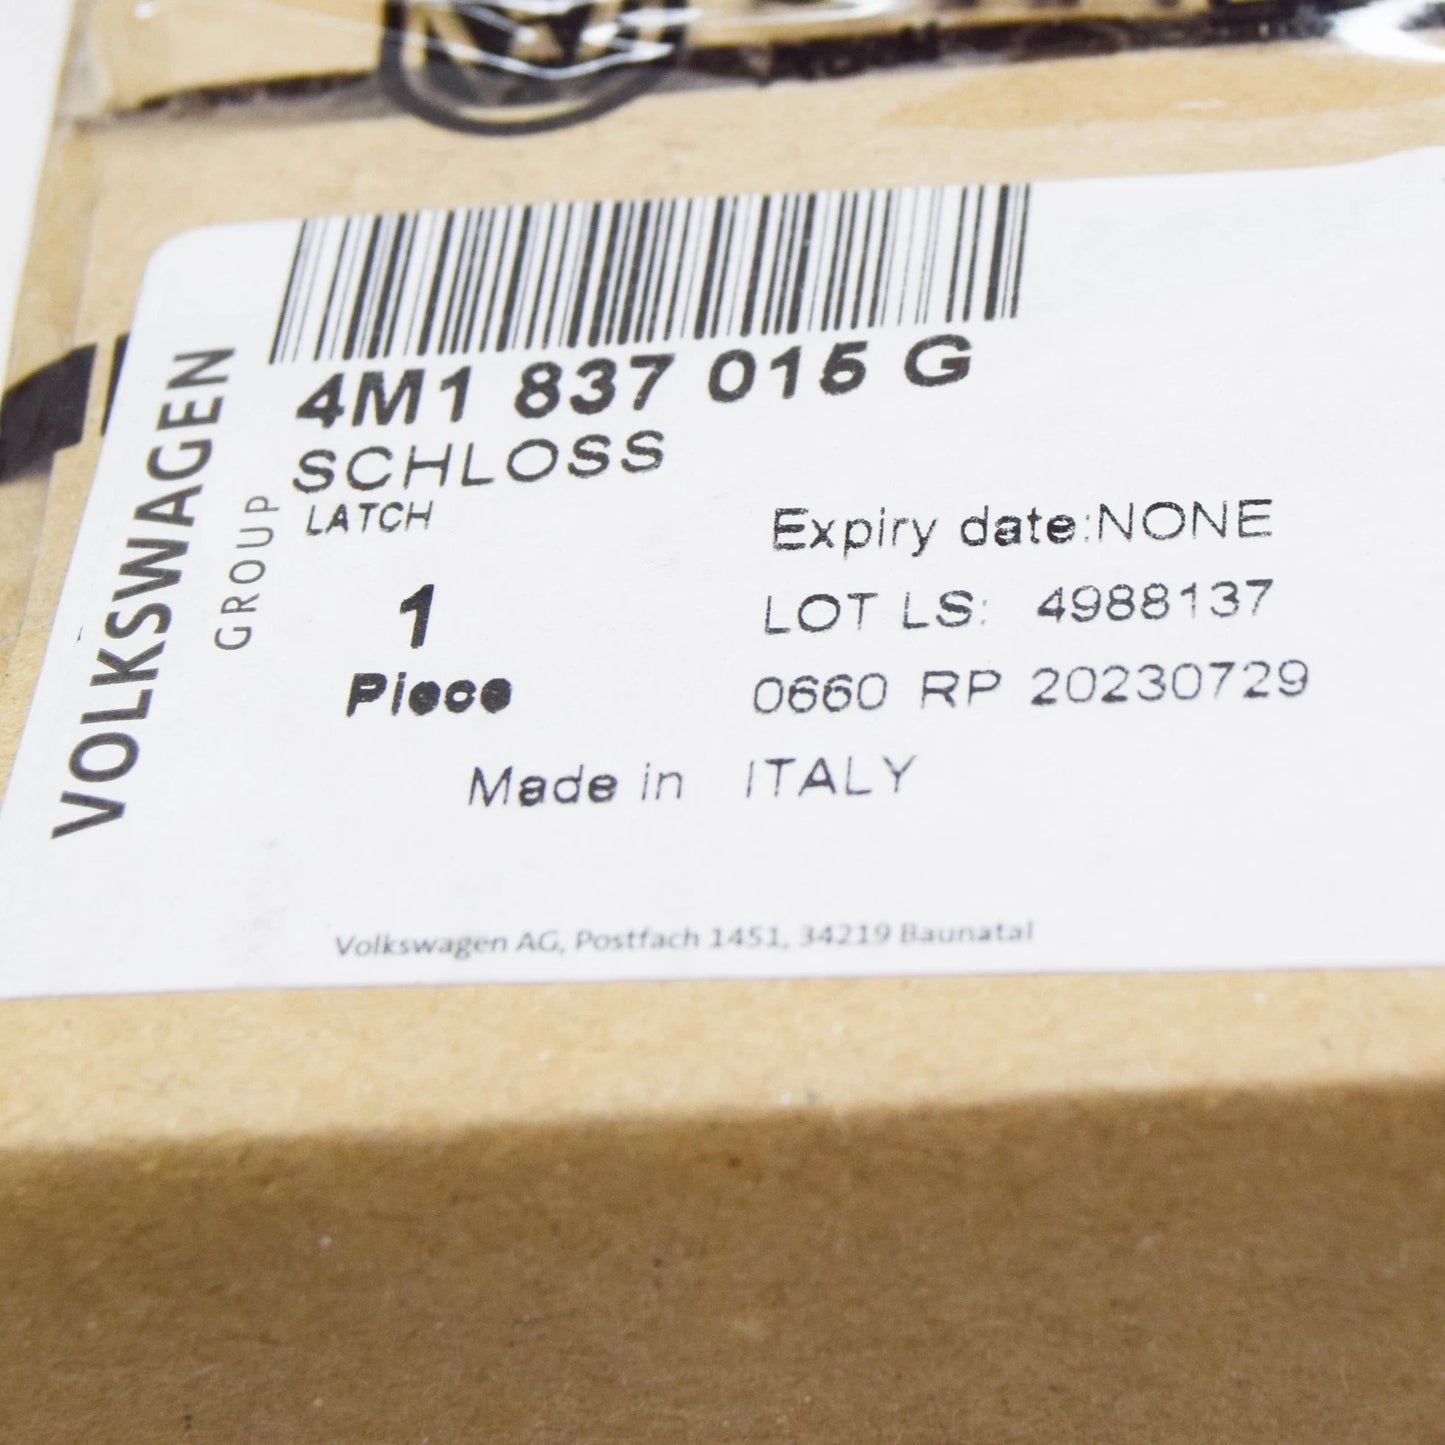 VOLKSWAGEN
GROUP
4M1 837 015 G
SCHLOSS
LATCH
1
Piece
Expiry date:NONE
LOT LS: 4988137
0660 RP 20230729
Made in ITALY
Volkswagen AG, Postfach 1451, 34219 Baunatal